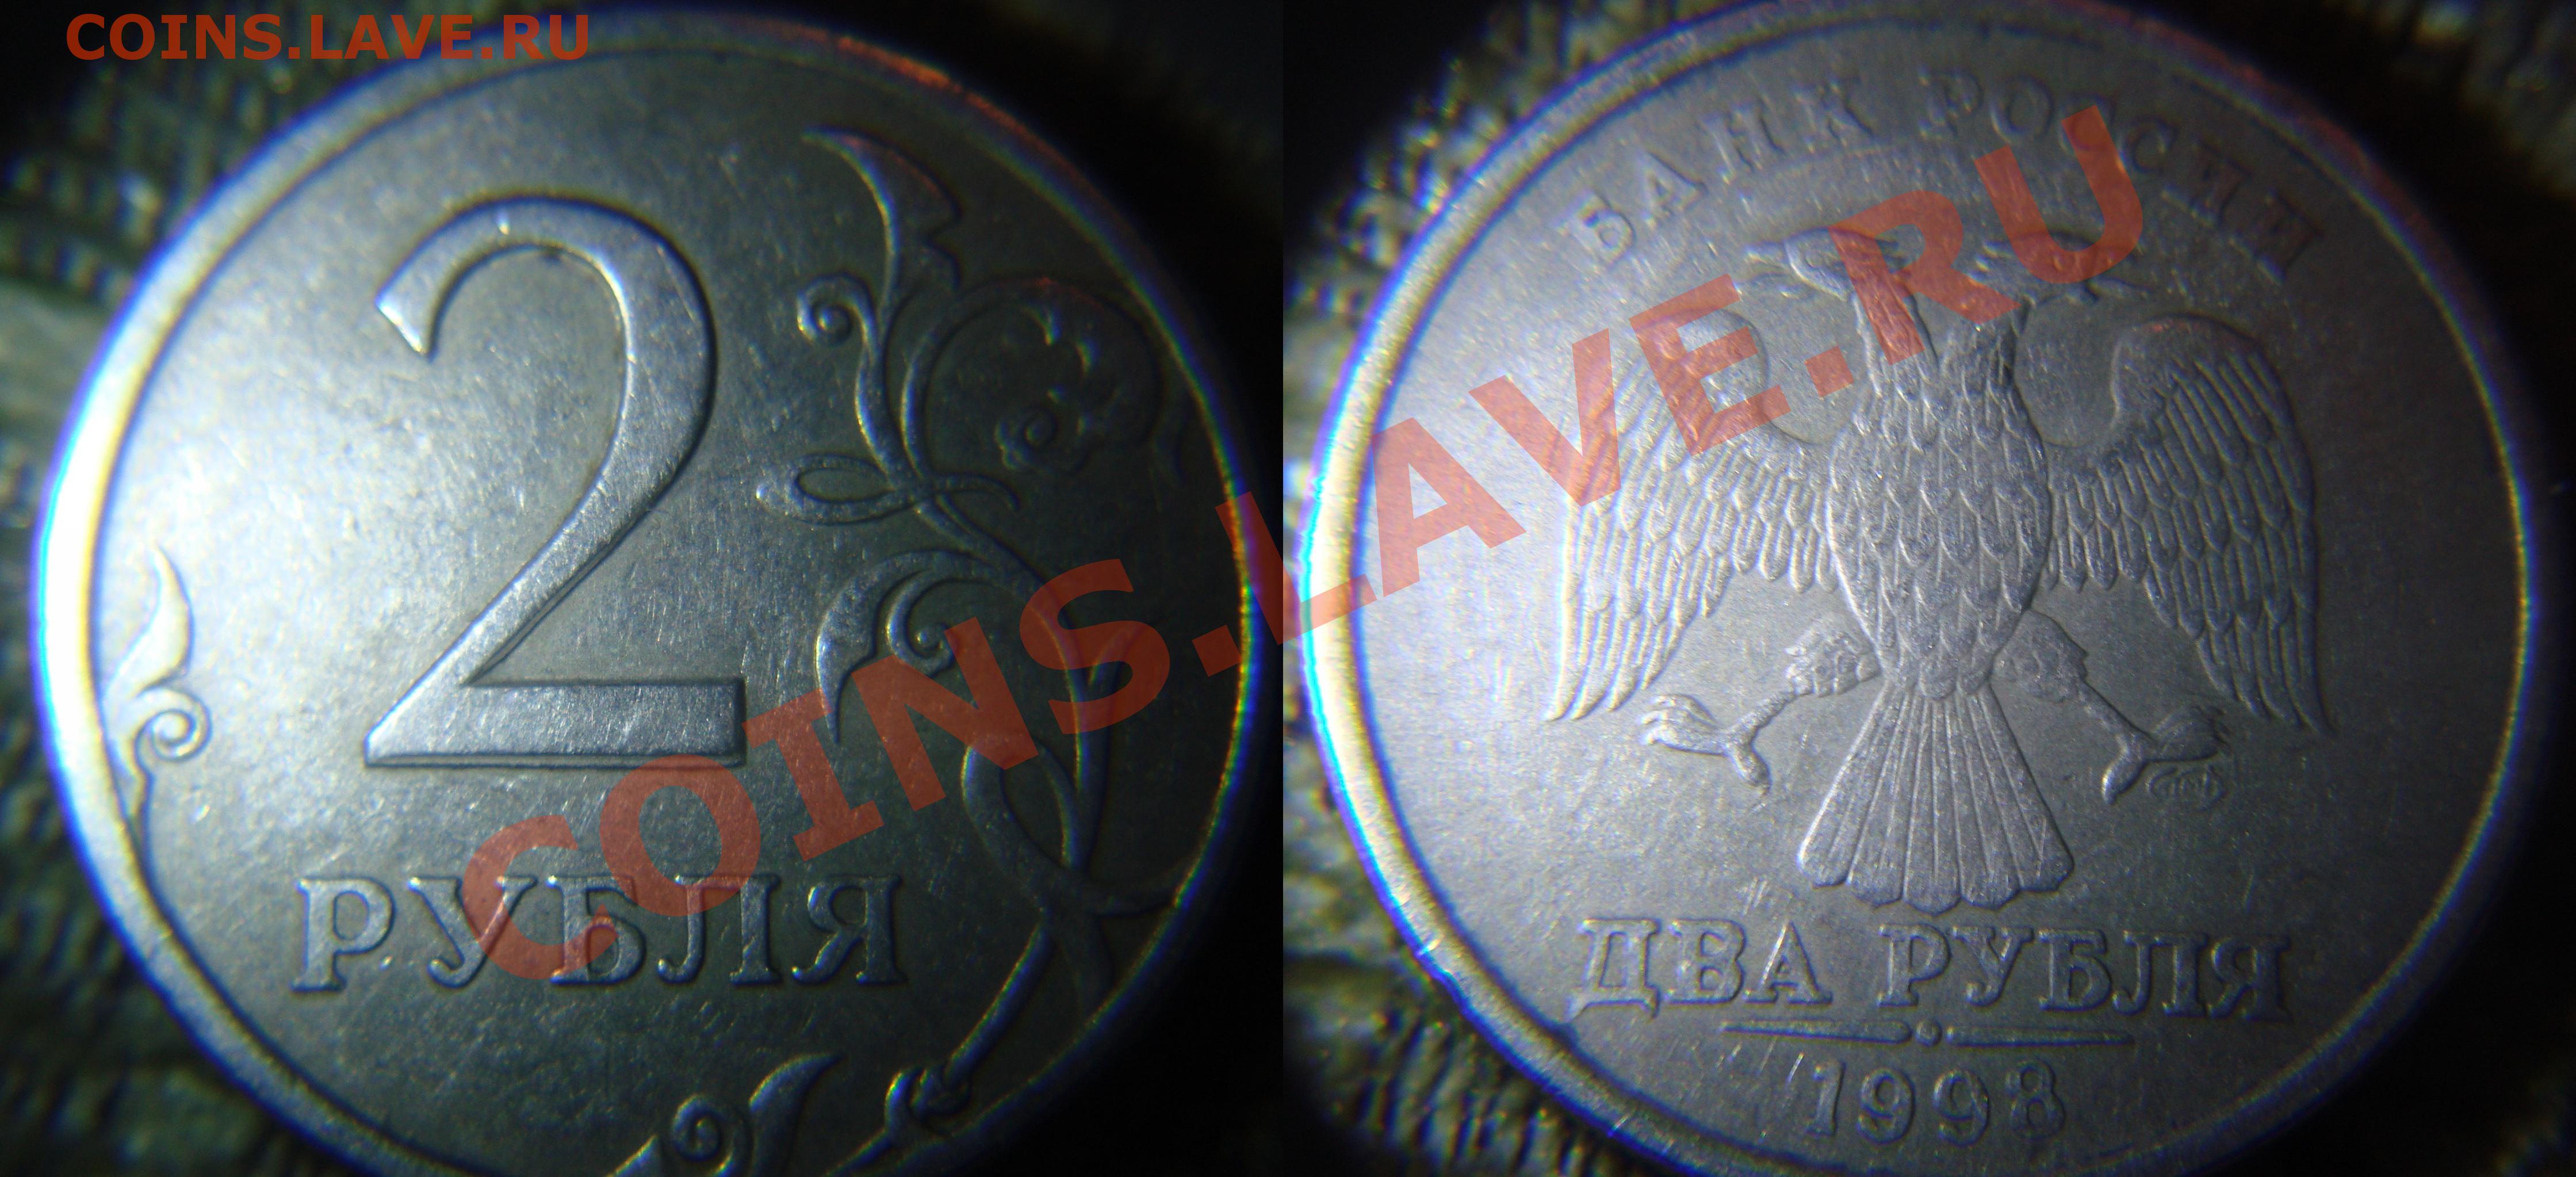 COINS.LAVE.RU
2
РУБЛЯ
БАНК РОССИИ
ДВА РУБЛЯ
1998
COINS.LAVE.RU